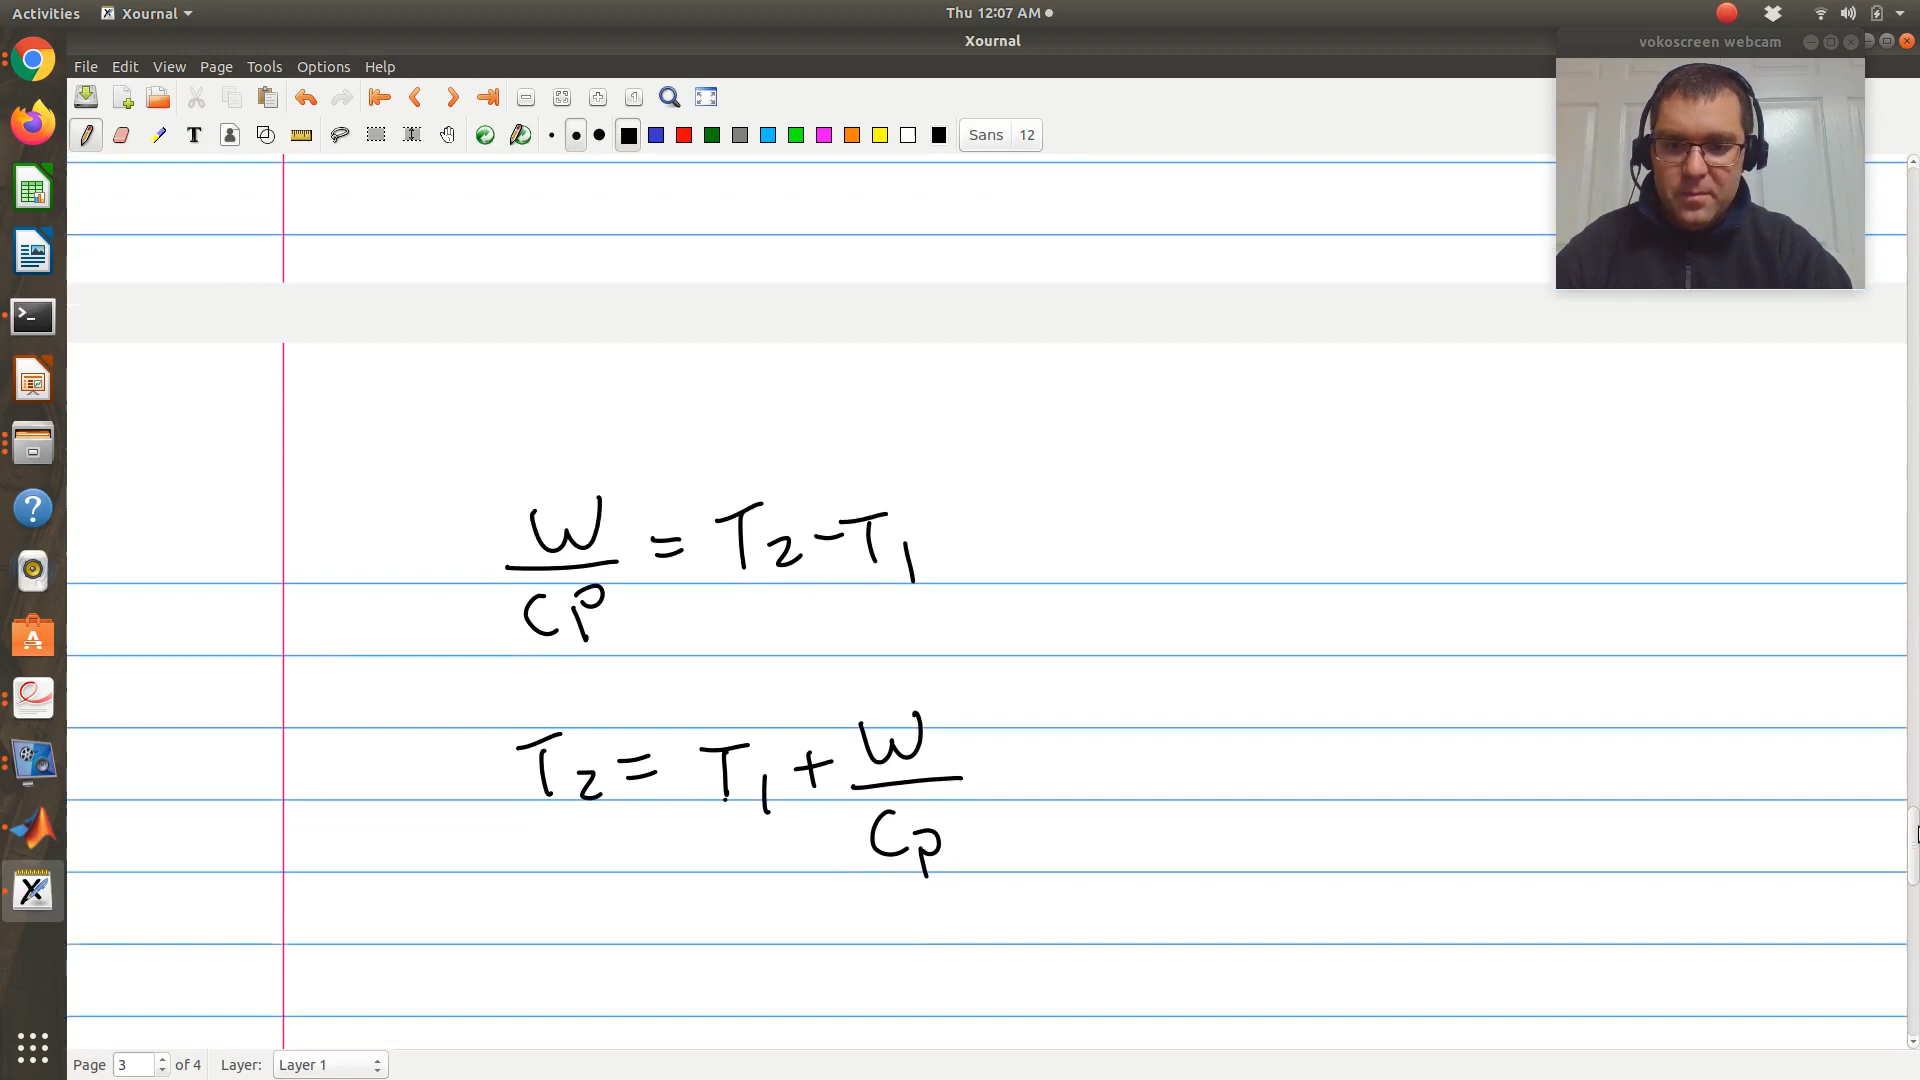 Activities Xournal Thu 12:07 AM
Xournal
vokoscreen webcam
File Edit View Page Tools Options Help
T Sans 12
W/Cp = T2-T1
T2 = T1 + W/Cp
Page 3 of 4 Layer: Layer 1